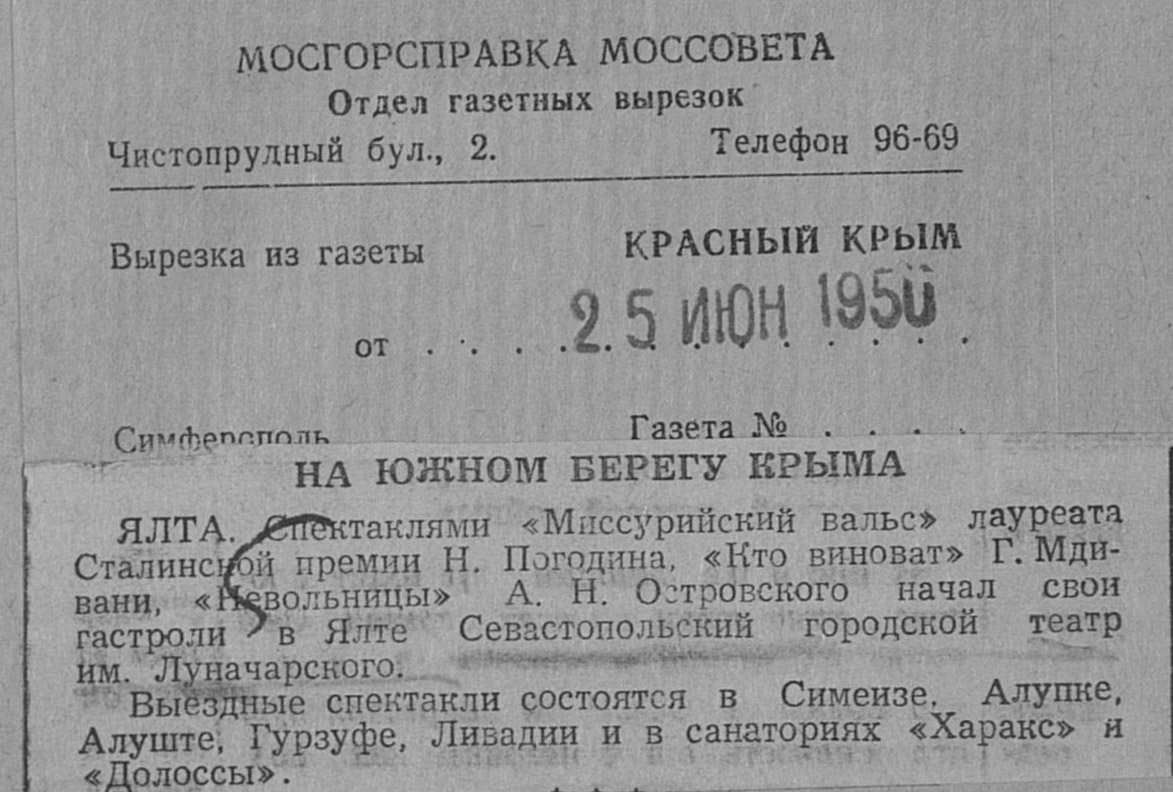 МОСГОРСПРАВКА МОССОВЕТА
Отдел газетных вырезок
Чистопрудный бул., 2. Телефон 96-69
Вырезка из газеты КРАСНЫЙ КРЫМ
от . . . . 25 ИЮН 1950
Симферополь Газета № . . . .
НА ЮЖНОМ БЕРЕГУ КРЫМА
ЯЛТА. Спектаклями «Миссурийский вальс» лауреата
Сталинской премии Н. Погодина, «Кто виноват» Г. Мди-
вани, «Невольницы» А. Н. Островского начал свои
гастроли в Ялте Севастопольский городской театр
им. Луначарского.
Выездные спектакли состоятся в Симеизе, Алупке,
Алуште, Гурзуфе, Ливадии и в санаториях «Харакс» и
«Долоссы».